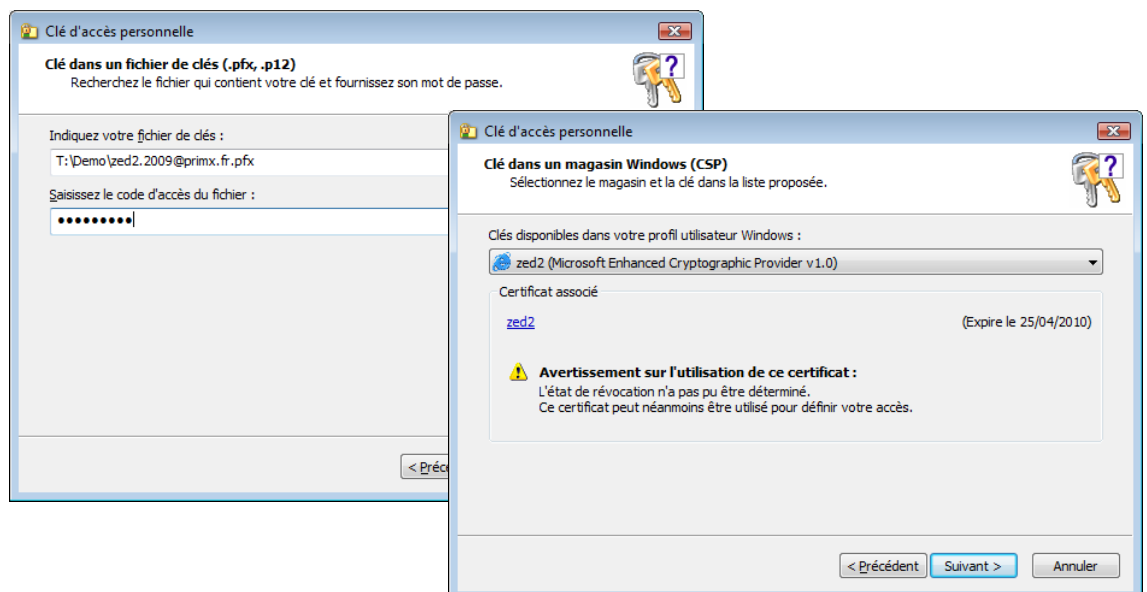 Clé d'accès personnelle
Clé dans un fichier de clés (.pfx, .p12)
Recherchez le fichier qui contient votre clé et fournissez son mot de passe.
Indiquez votre fichier de clés :
T:\Demo\zed2.2009@primx.fr.pfx
Saisissez le code d'accès du fichier :
•••••••••
< Préc
Clé d'accès personnelle
Clé dans un magasin Windows (CSP)
Sélectionnez le magasin et la clé dans la liste proposée.
Clés disponibles dans votre profil utilisateur Windows :
zed2 (Microsoft Enhanced Cryptographic Provider v1.0)
Certificat associé
zed2 (Expire le 25/04/2010)
Avertissement sur l'utilisation de ce certificat :
L'état de révocation n'a pas pu être déterminé.
Ce certificat peut néanmoins être utilisé pour définir votre accès.
< Précédent Suivant > Annuler